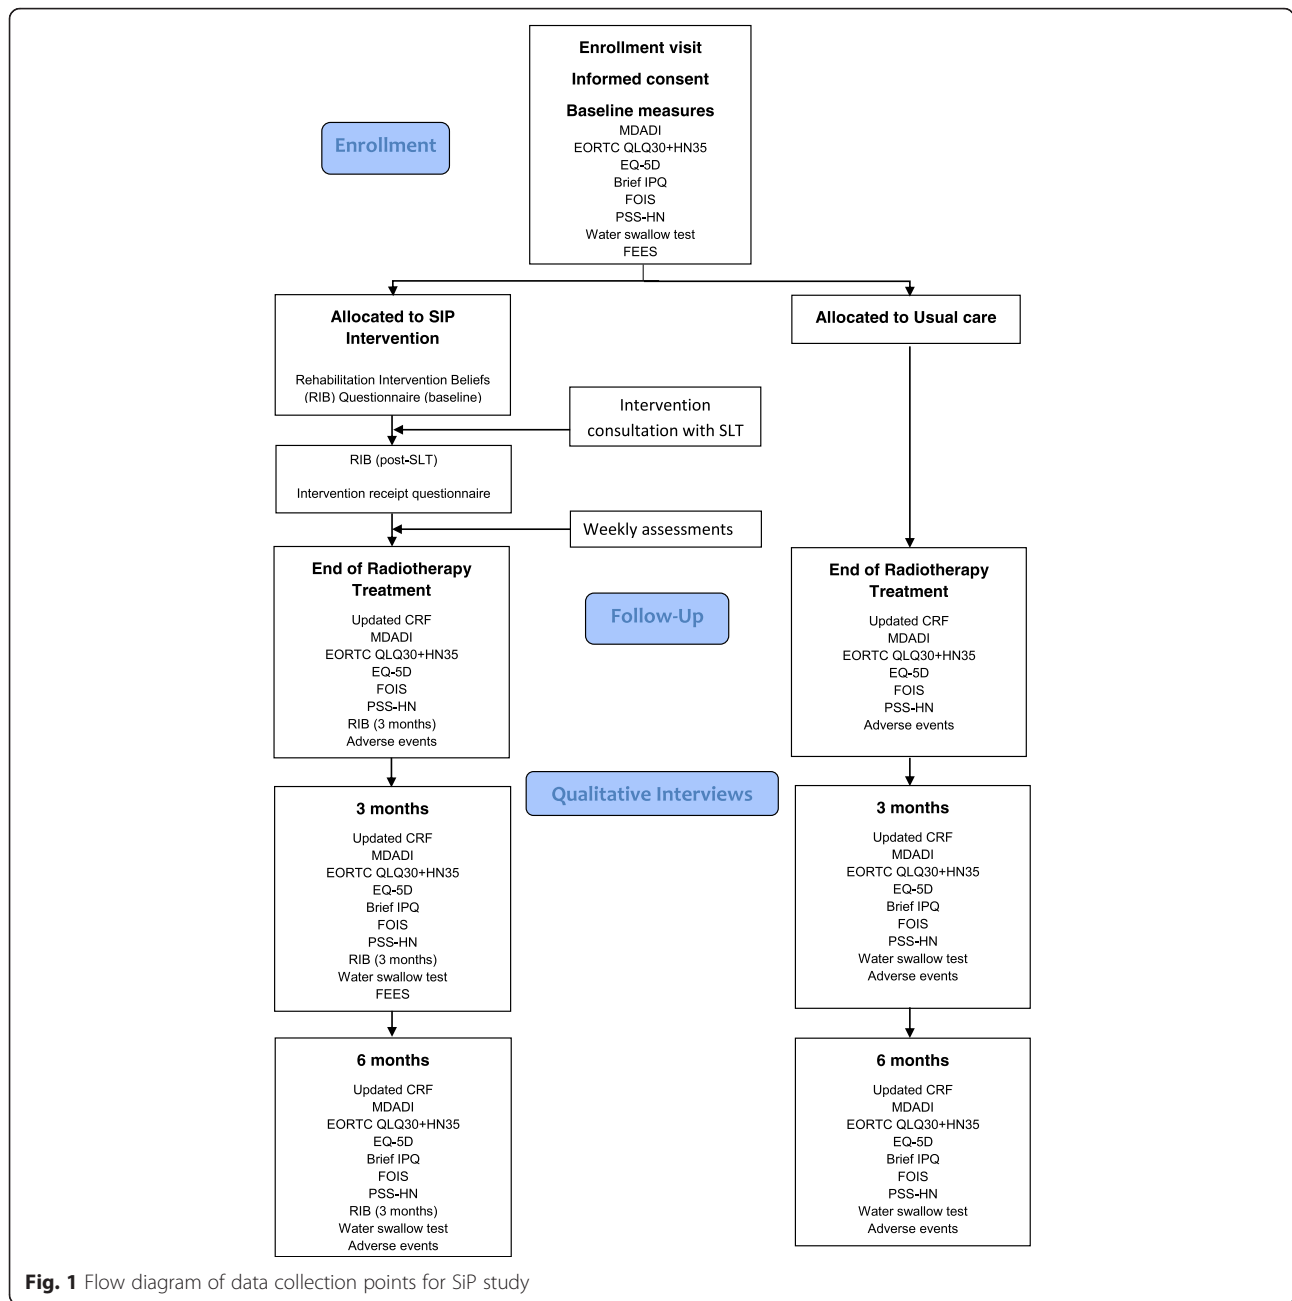 Enrollment visit
Informed consent
Baseline measures
MDADI
EORTC QLQ30+HN35
EQ-5D
Brief IPQ
FOIS
PSS-HN
Water swallow test
FEES
Enrollment
Allocated to SIP
Intervention
Rehabilitation Intervention Beliefs
(RIB) Questionnaire (baseline)
Allocated to Usual care
Intervention
consultation with SLT
RIB (post-SLT)
Intervention receipt questionnaire
Weekly assessments
End of Radiotherapy
Treatment
Updated CRF
MDADI
EORTC QLQ30+HN35
EQ-5D
FOIS
PSS-HN
RIB (3 months)
Adverse events
Follow-Up
End of Radiotherapy
Treatment
Updated CRF
MDADI
EORTC QLQ30+HN35
EQ-5D
FOIS
PSS-HN
Adverse events
Qualitative Interviews
3 months
Updated CRF
MDADI
EORTC QLQ30+HN35
EQ-5D
Brief IPQ
FOIS
PSS-HN
RIB (3 months)
Water swallow test
FEES
3 months
Updated CRF
MDADI
EORTC QLQ30+HN35
EQ-5D
Brief IPQ
FOIS
PSS-HN
Water swallow test
Adverse events
6 months
Updated CRF
MDADI
EORTC QLQ30+HN35
EQ-5D
Brief IPQ
FOIS
PSS-HN
RIB (3 months)
Water swallow test
Adverse events
6 months
Updated CRF
MDADI
EORTC QLQ30+HN35
EQ-5D
Brief IPQ
FOIS
PSS-HN
Water swallow test
Adverse events
Fig. 1 Flow diagram of data collection points for SiP study